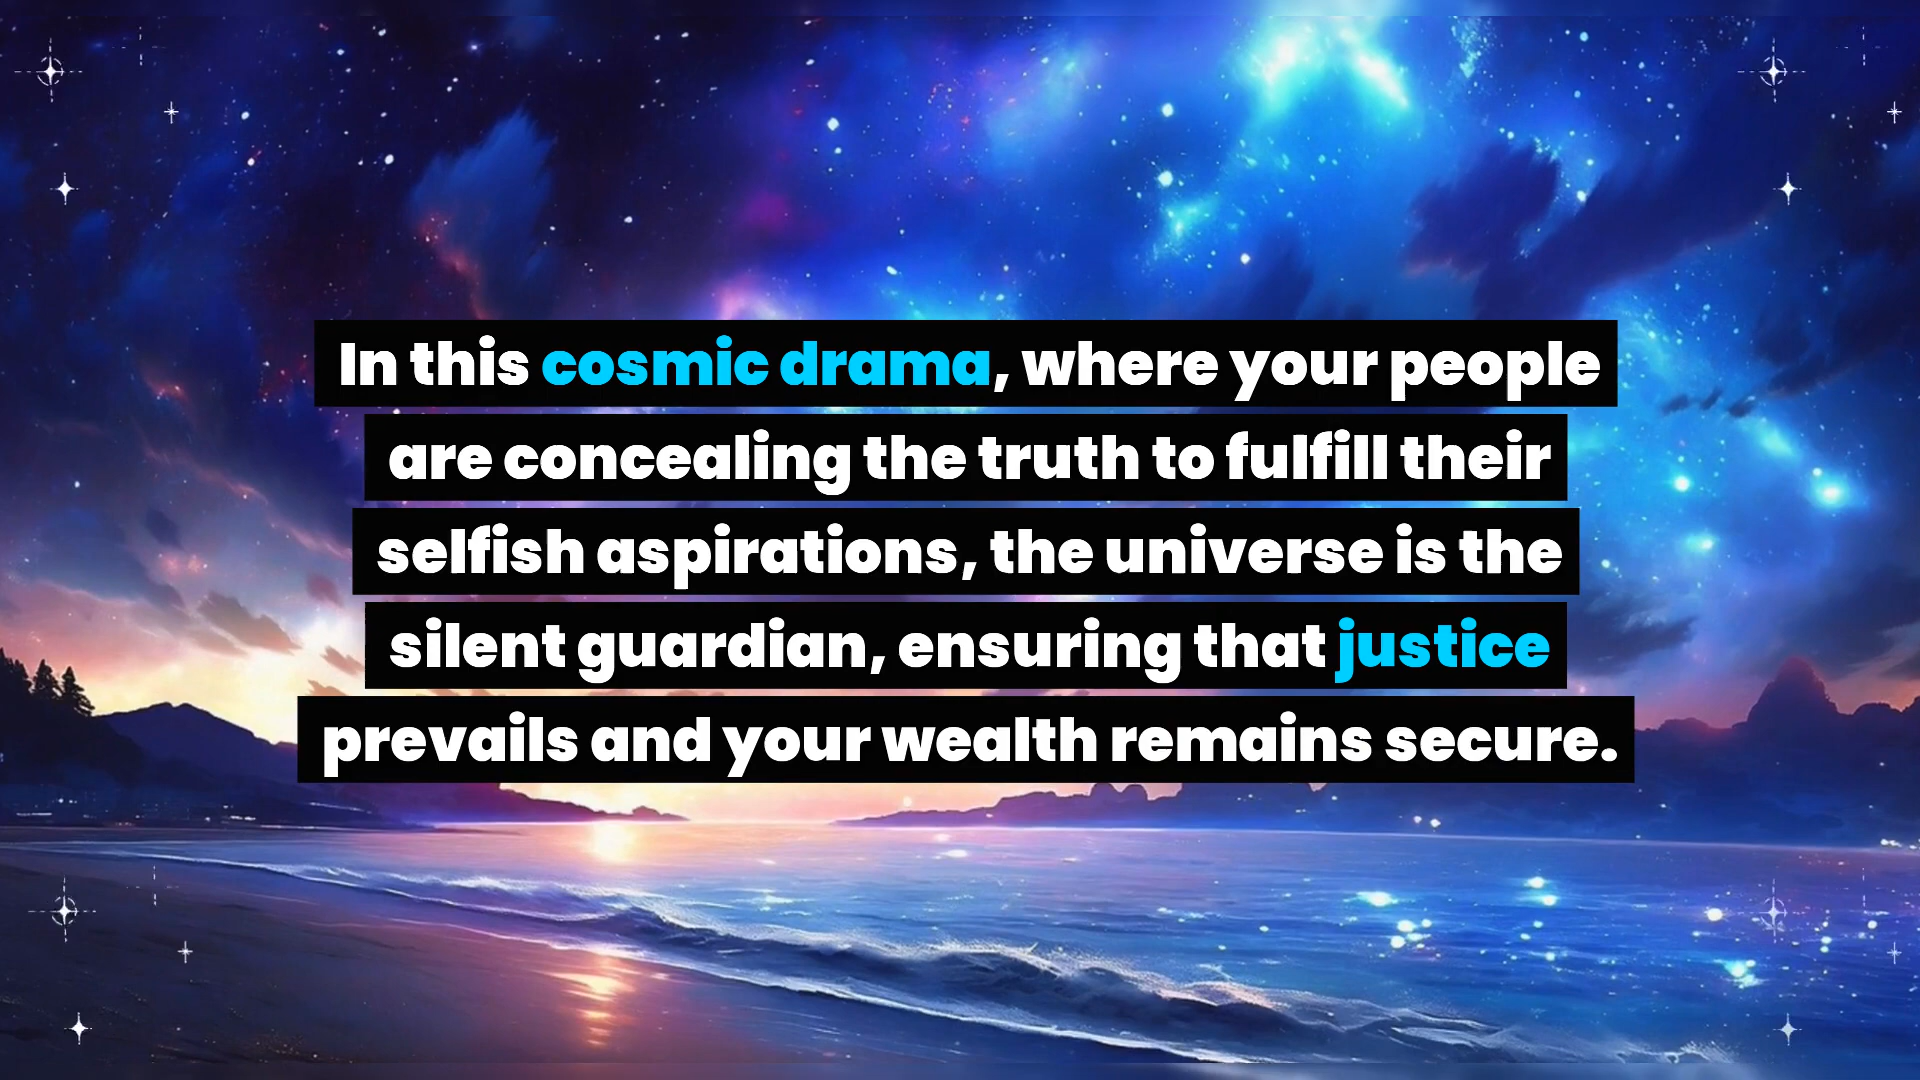 In this cosmic drama, where your people
are concealing the truth to fulfill their
selfish aspirations, the universe is the
silent guardian, ensuring that justice
prevails and your wealth remains secure.